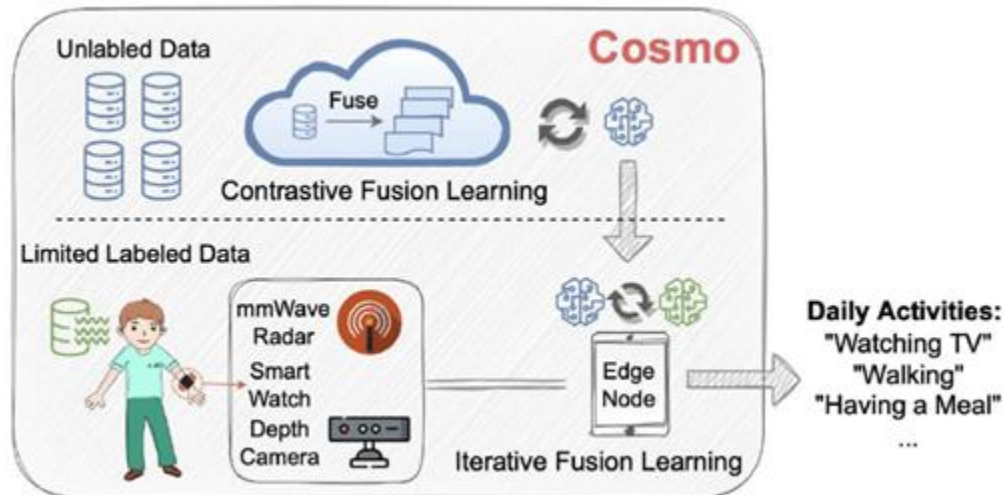 Unlabled Data
Cosmo
Fuse
Contrastive Fusion Learning
Limited Labeled Data
mmWave
Radar
Smart
Watch
Depth
Camera
Edge
Node
Iterative Fusion Learning
Daily Activities:
"Watching TV"
"Walking"
"Having a Meal"
...